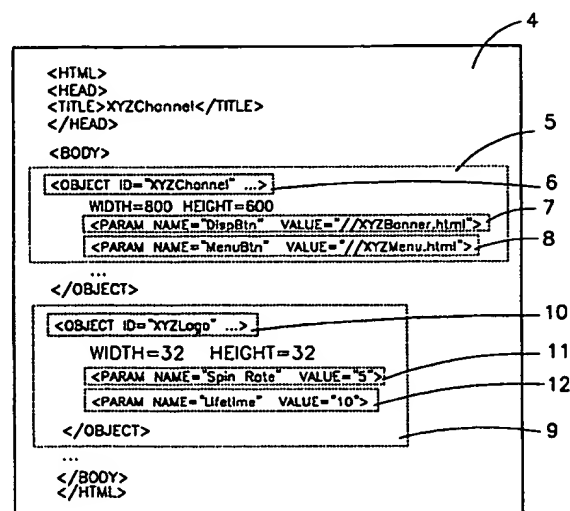 4
<HTML>
<HEAD>
<TITLE>XYZChannel</TITLE>
</HEAD>
<BODY>
5
<OBJECT ID="XYZChannel" ...>
6
WIDTH=800 HEIGHT=600
7
<PARAM NAME="DispBtn" VALUE="//XYZBanner.html">
<PARAM NAME="MenuBtn" VALUE="//XYZMenu.html">
8
...
</OBJECT>
<OBJECT ID="XYZLogo" ...>
10
WIDTH=32 HEIGHT=32
11
<PARAM NAME="Spin Rate" VALUE="5">
<PARAM NAME="Lifetime" VALUE="10">
12
</OBJECT>
9
...
</BODY>
</HTML>